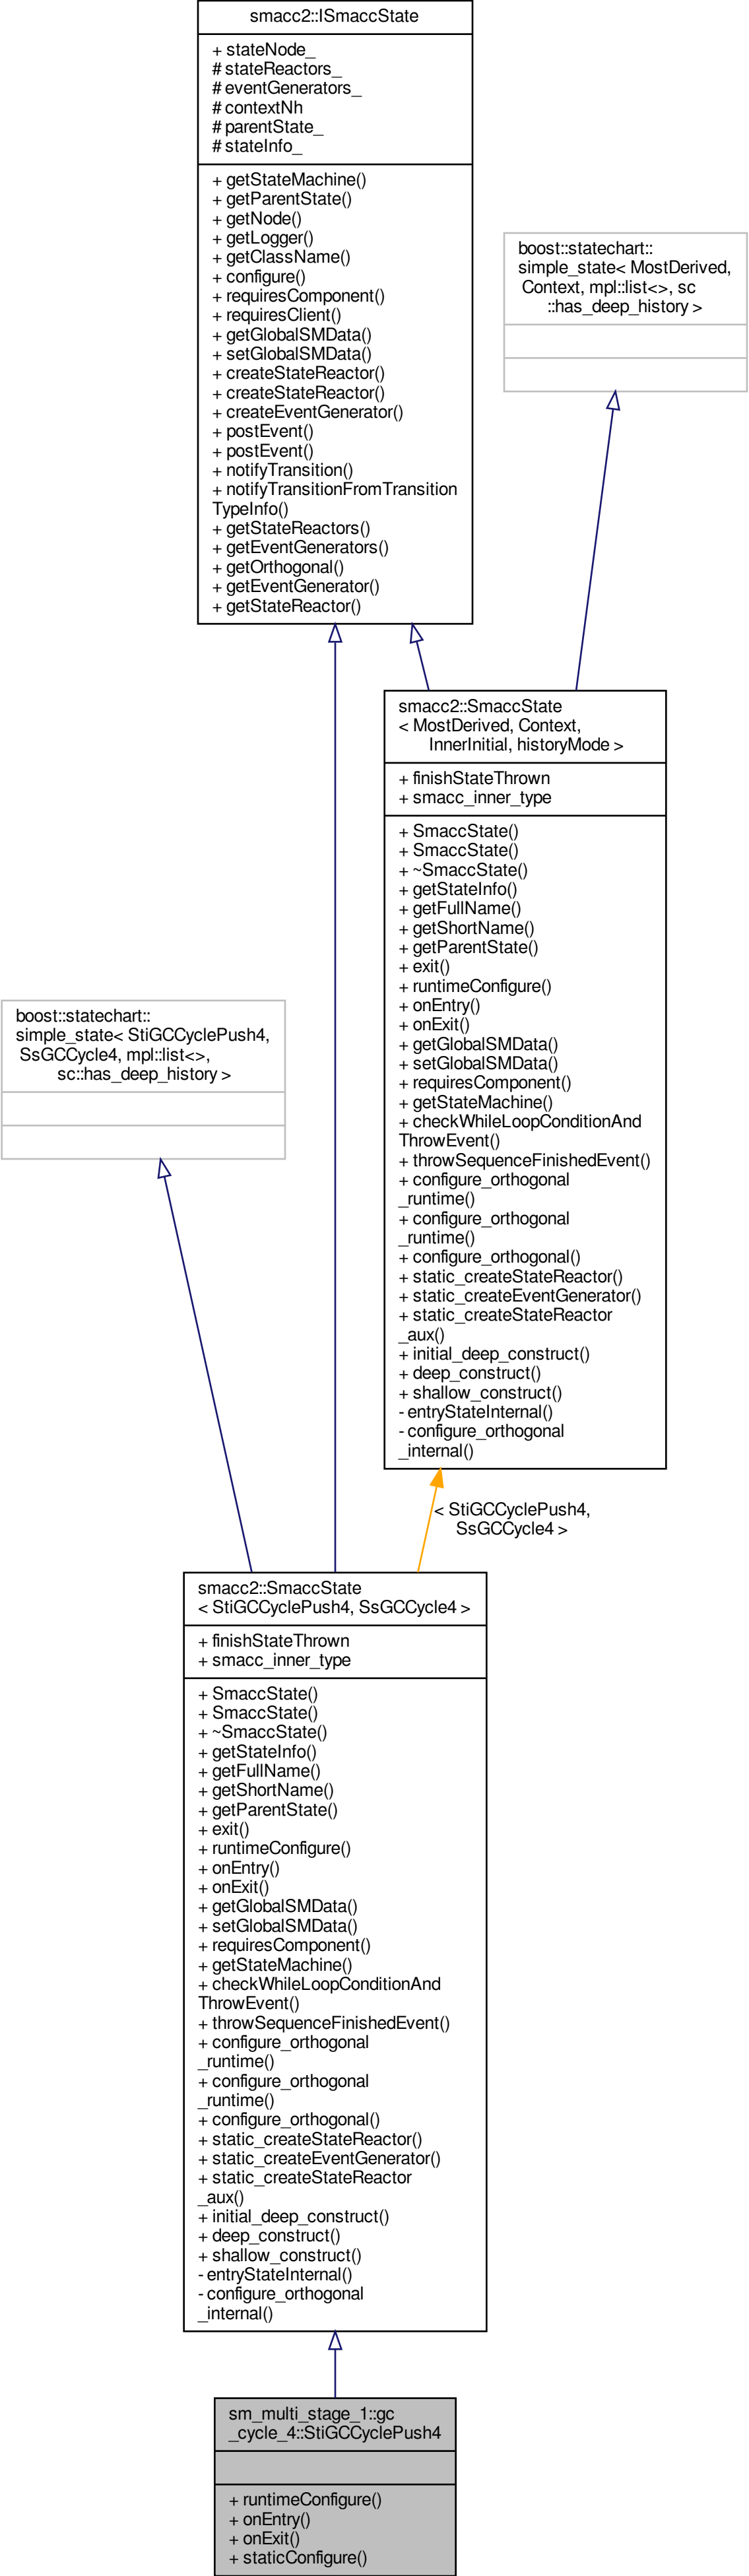 smacc2::ISmaccState
+ stateNode_
# stateReactors_
# eventGenerators_
# contextNh
# parentState_
# stateInfo_
+ getStateMachine()
+ getParentState()
+ getNode()
+ getLogger()
+ getClassName()
+ configure()
+ requiresComponent()
+ requiresClient()
+ getGlobalSMData()
+ setGlobalSMData()
+ createStateReactor()
+ createStateReactor()
+ createEventGenerator()
+ postEvent()
+ postEvent()
+ notifyTransition()
+ notifyTransitionFromTransition
TypeInfo()
+ getStateReactors()
+ getEventGenerators()
+ getOrthogonal()
+ getEventGenerator()
+ getStateReactor()
boost::statechart::
simple_state< MostDerived,
Context, mpl::list<>, sc
::has_deep_history >
smacc2::SmaccState
< MostDerived, Context,
InnerInitial, historyMode >
+ finishStateThrown
+ smacc_inner_type
+ SmaccState()
+ SmaccState()
+ ~SmaccState()
+ getStateInfo()
+ getFullName()
+ getShortName()
+ getParentState()
+ exit()
+ runtimeConfigure()
+ onEntry()
+ onExit()
+ getGlobalSMData()
+ setGlobalSMData()
+ requiresComponent()
+ getStateMachine()
+ checkWhileLoopConditionAnd
ThrowEvent()
+ throwSequenceFinishedEvent()
+ configure_orthogonal
_runtime()
+ configure_orthogonal
_runtime()
+ configure_orthogonal()
+ static_createStateReactor()
+ static_createEventGenerator()
+ static_createStateReactor
_aux()
+ initial_deep_construct()
+ deep_construct()
+ shallow_construct()
- entryStateInternal()
- configure_orthogonal
_internal()
boost::statechart::
simple_state< StiGCCyclePush4,
SsGCCycle4, mpl::list<>,
sc::has_deep_history >
< StiGCCyclePush4,
SsGCCycle4 >
smacc2::SmaccState
< StiGCCyclePush4, SsGCCycle4 >
+ finishStateThrown
+ smacc_inner_type
+ SmaccState()
+ SmaccState()
+ ~SmaccState()
+ getStateInfo()
+ getFullName()
+ getShortName()
+ getParentState()
+ exit()
+ runtimeConfigure()
+ onEntry()
+ onExit()
+ getGlobalSMData()
+ setGlobalSMData()
+ requiresComponent()
+ getStateMachine()
+ checkWhileLoopConditionAnd
ThrowEvent()
+ throwSequenceFinishedEvent()
+ configure_orthogonal
_runtime()
+ configure_orthogonal
_runtime()
+ configure_orthogonal()
+ static_createStateReactor()
+ static_createEventGenerator()
+ static_createStateReactor
_aux()
+ initial_deep_construct()
+ deep_construct()
+ shallow_construct()
- entryStateInternal()
- configure_orthogonal
_internal()
sm_multi_stage_1::gc
_cycle_4::StiGCCyclePush4
+ runtimeConfigure()
+ onEntry()
+ onExit()
+ staticConfigure()